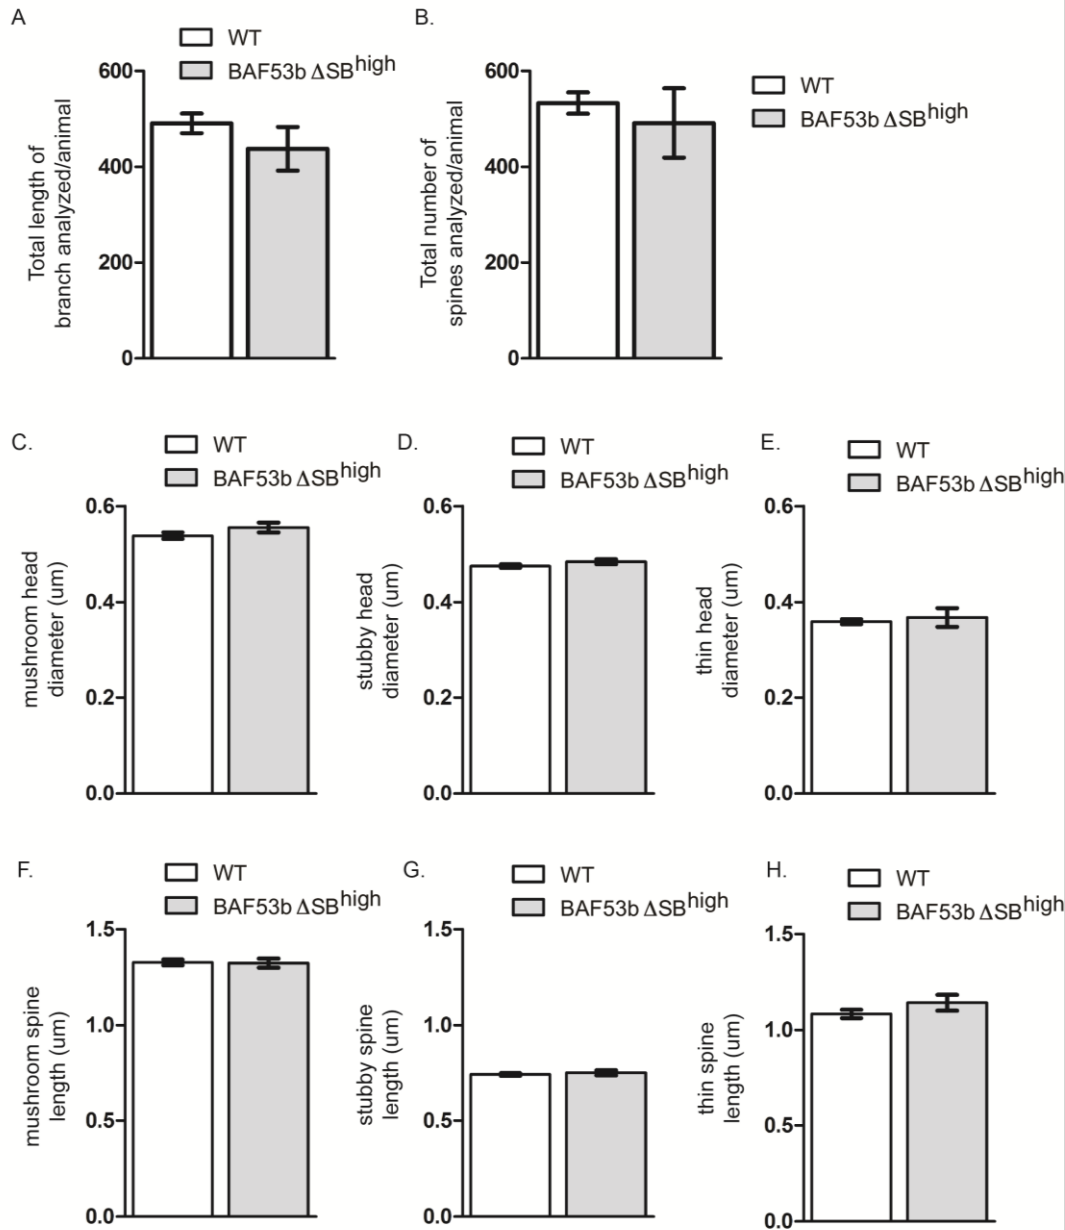 A
WT
BAF53b ΔSBhigh
600
400
200
0
Total length of
branch analyzed/animal
B.
WT
BAF53b ΔSBhigh
600
400
200
0
Total number of
spines analyzed/animal
C.
WT
BAF53b ΔSBhigh
0.6
0.4
0.2
0.0
mushroom head
diameter (um)
D.
WT
BAF53b ΔSBhigh
0.6
0.4
0.2
0.0
stubby head
diameter (um)
E.
WT
BAF53b ΔSBhigh
0.6
0.4
0.2
0.0
thin head
diameter (um)
F.
WT
BAF53b ΔSBhigh
1.5
1.0
0.5
0.0
mushroom spine
length (um)
G.
WT
BAF53b ΔSBhigh
1.5
1.0
0.5
0.0
stubby spine
length (um)
H.
WT
BAF53b ΔSBhigh
1.5
1.0
0.5
0.0
thin spine
length (um)